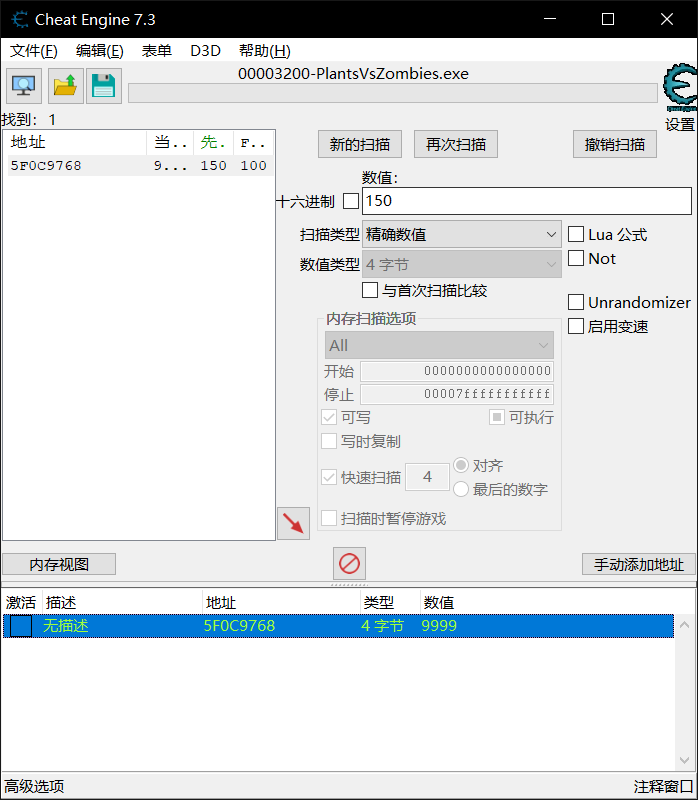 Cheat Engine 7.3
文件(F) 编辑(E) 表单 D3D 帮助(H)
00003200-PlantsVsZombies.exe
找到： 1
设置
地址 当.. 先. F..
5F0C9768 9... 150 100
新的扫描 再次扫描 撤销扫描
数值:
十六进制 150
扫描类型 精确数值 Lua 公式
数值类型 4 字节 Not
与首次扫描比较
Unrandomizer
内存扫描选项 启用变速
All
开始 0000000000000000
停止 00007fffffffffff
可写 可执行
写时复制
快速扫描 4 对齐
最后的数字
扫描时暂停游戏
内存视图 手动添加地址
激活 描述 地址 类型 数值
无描述 5F0C9768 4 字节 9999
高级选项 注释窗口